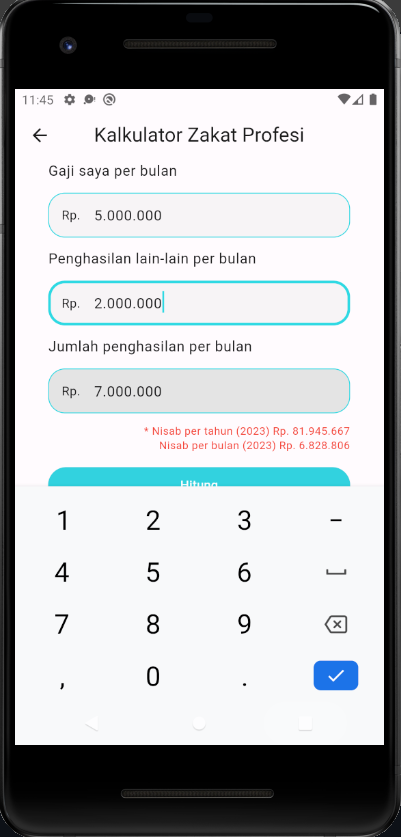 11:45
Kalkulator Zakat Profesi
Gaji saya per bulan
Rp. 5.000.000
Penghasilan lain-lain per bulan
Rp. 2.000.000
Jumlah penghasilan per bulan
Rp. 7.000.000
* Nisab per tahun (2023) Rp. 81.945.667
Nisab per bulan (2023) Rp. 6.828.806
Hitung
1 2 3 −
4 5 6
7 8 9
, 0 .